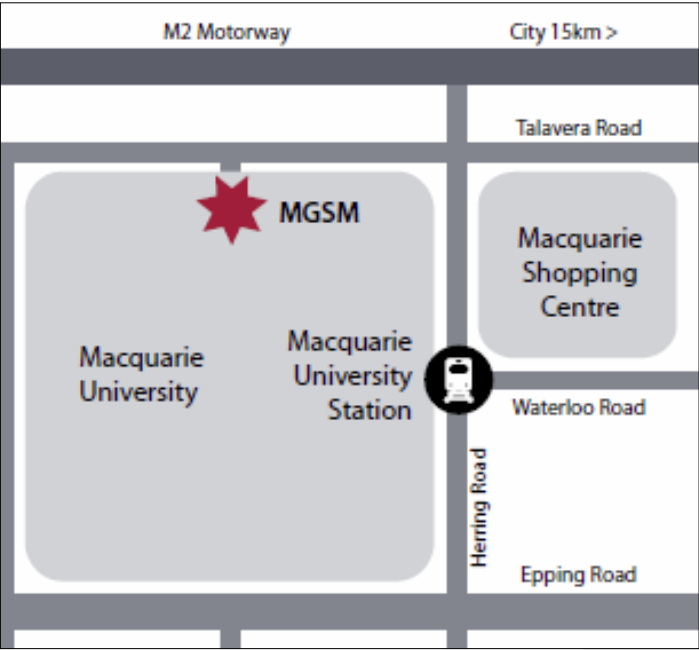 M2 Motorway
City 15km >
Talavera Road
MGSM
Macquarie
Shopping
Centre
Macquarie
University
Macquarie
University
Station
Waterloo Road
Herring Road
Epping Road